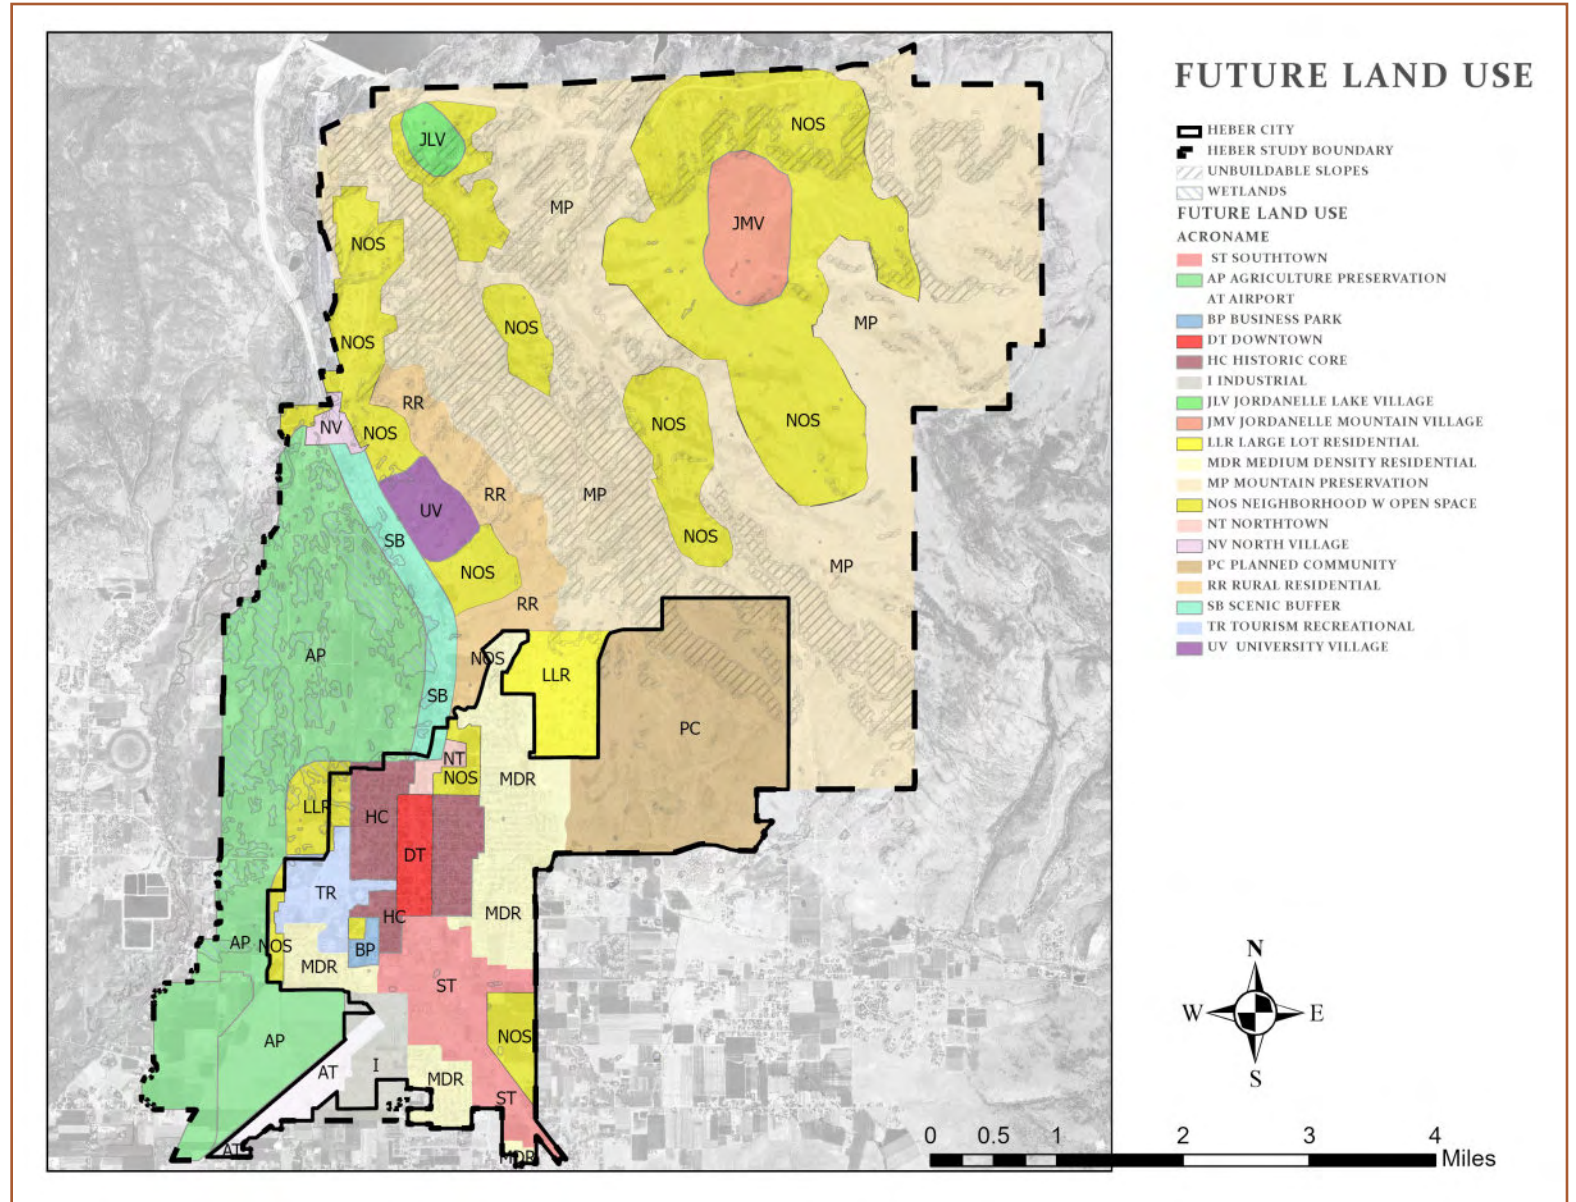 FUTURE LAND USE
HEBER CITY
HEBER STUDY BOUNDARY
UNBUILDABLE SLOPES
WETLANDS
FUTURE LAND USE
ACRONAME
ST SOUTHTOWN
AP AGRICULTURE PRESERVATION
AT AIRPORT
BP BUSINESS PARK
DT DOWNTOWN
HC HISTORIC CORE
I INDUSTRIAL
JLV JORDANELLE LAKE VILLAGE
JMV JORDANELLE MOUNTAIN VILLAGE
LLR LARGE LOT RESIDENTIAL
MDR MEDIUM DENSITY RESIDENTIAL
MP MOUNTAIN PRESERVATION
NOS NEIGHBORHOOD W OPEN SPACE
NT NORTHTOWN
NV NORTH VILLAGE
PC PLANNED COMMUNITY
RR RURAL RESIDENTIAL
SB SCENIC BUFFER
TR TOURISM RECREATIONAL
UV UNIVERSITY VILLAGE
NOS
JLV
MP
JMV
NOS
MP
NOS
NOS
RR
NOS
NOS
NV
NOS
RR
MP
UV
NOS
SB
MP
NOS
RR
AP
NOS
LLR
SB
PC
NT
NOS
MDR
LLR
HC
DT
TR
HC
MDR
AP
NOS
BP
MDR
ST
NOS
AP
AT
I
MDR
ST
AT
MDR
N
W E
S
0 0.5 1 2 3 4
Miles